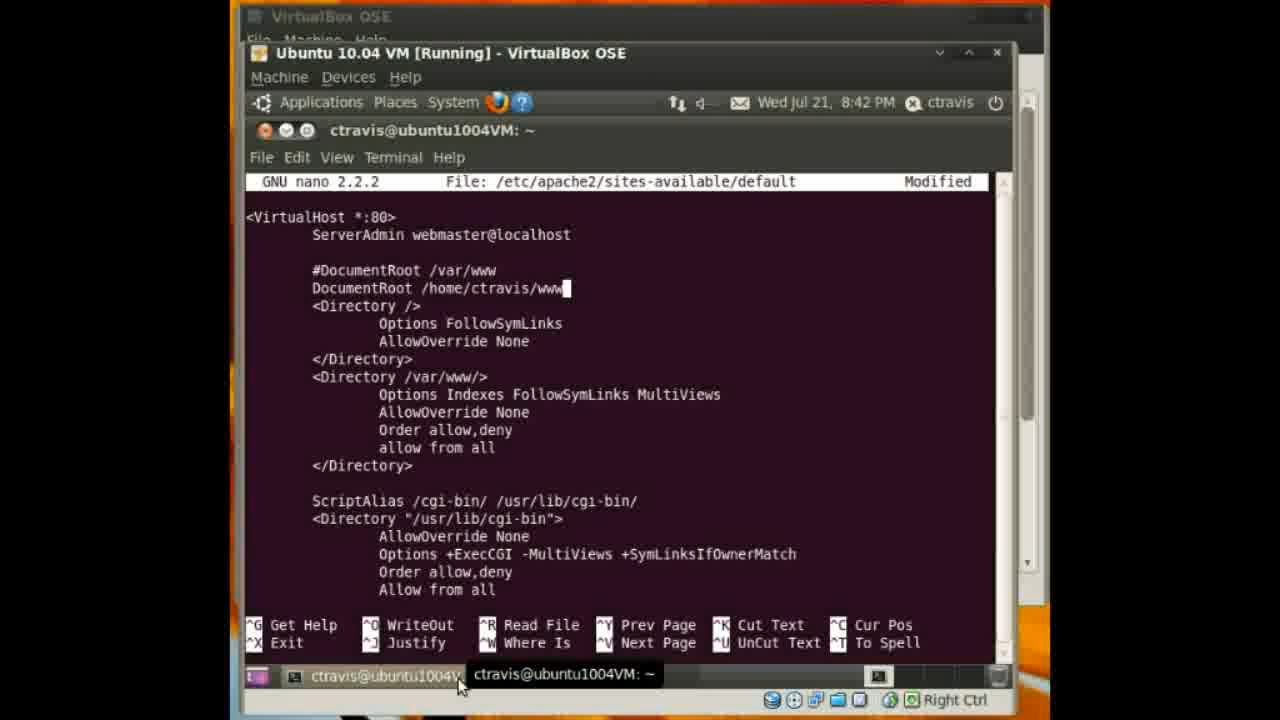 VirtualBox OSE
File Machine Help
Ubuntu 10.04 VM [Running] - VirtualBox OSE
Machine Devices Help
Applications Places System Wed Jul 21, 8:42 PM ctravis
ctravis@ubuntu1004VM: ~
File Edit View Terminal Help
GNU nano 2.2.2 File: /etc/apache2/sites-available/default Modified
<VirtualHost *:80>
ServerAdmin webmaster@localhost
#DocumentRoot /var/www
DocumentRoot /home/ctravis/www
<Directory />
Options FollowSymLinks
AllowOverride None
</Directory>
<Directory /var/www/>
Options Indexes FollowSymLinks MultiViews
AllowOverride None
Order allow,deny
allow from all
</Directory>
ScriptAlias /cgi-bin/ /usr/lib/cgi-bin/
<Directory "/usr/lib/cgi-bin">
AllowOverride None
Options +ExecCGI -MultiViews +SymLinksIfOwnerMatch
Order allow,deny
Allow from all
^G Get Help ^O WriteOut ^R Read File ^Y Prev Page ^K Cut Text ^C Cur Pos
^X Exit ^J Justify ^W Where Is ^V Next Page ^U UnCut Text ^T To Spell
ctravis@ubuntu1004V ctravis@ubuntu1004VM: ~
Right Ctrl